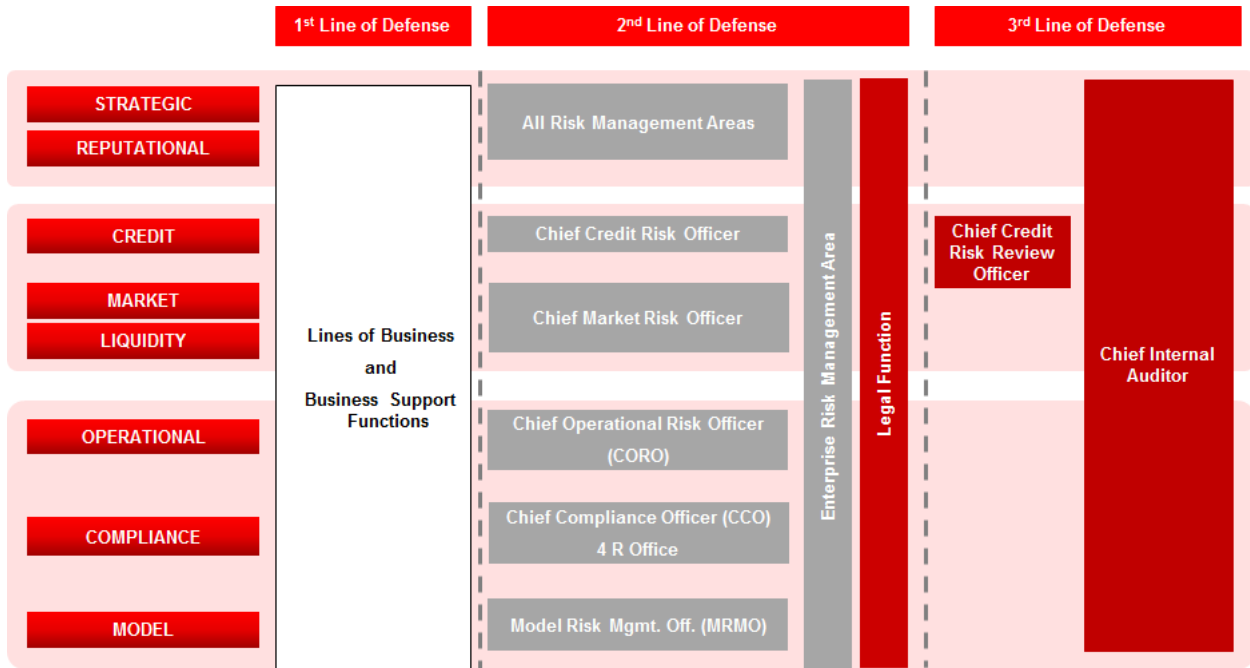 1st Line of Defense
2nd Line of Defense
3rd Line of Defense
STRATEGIC
REPUTATIONAL
All Risk Management Areas
CREDIT
Chief Credit Risk Officer
Chief Credit
Risk Review
Officer
MARKET
LIQUIDITY
Chief Market Risk Officer
Lines of Business
and
Business Support
Functions
Enterprise Risk Management Area
Legal Function
Chief Internal
Auditor
OPERATIONAL
Chief Operational Risk Officer
(CORO)
COMPLIANCE
Chief Compliance Officer (CCO)
4 R Office
MODEL
Model Risk Mgmt. Off. (MRMO)